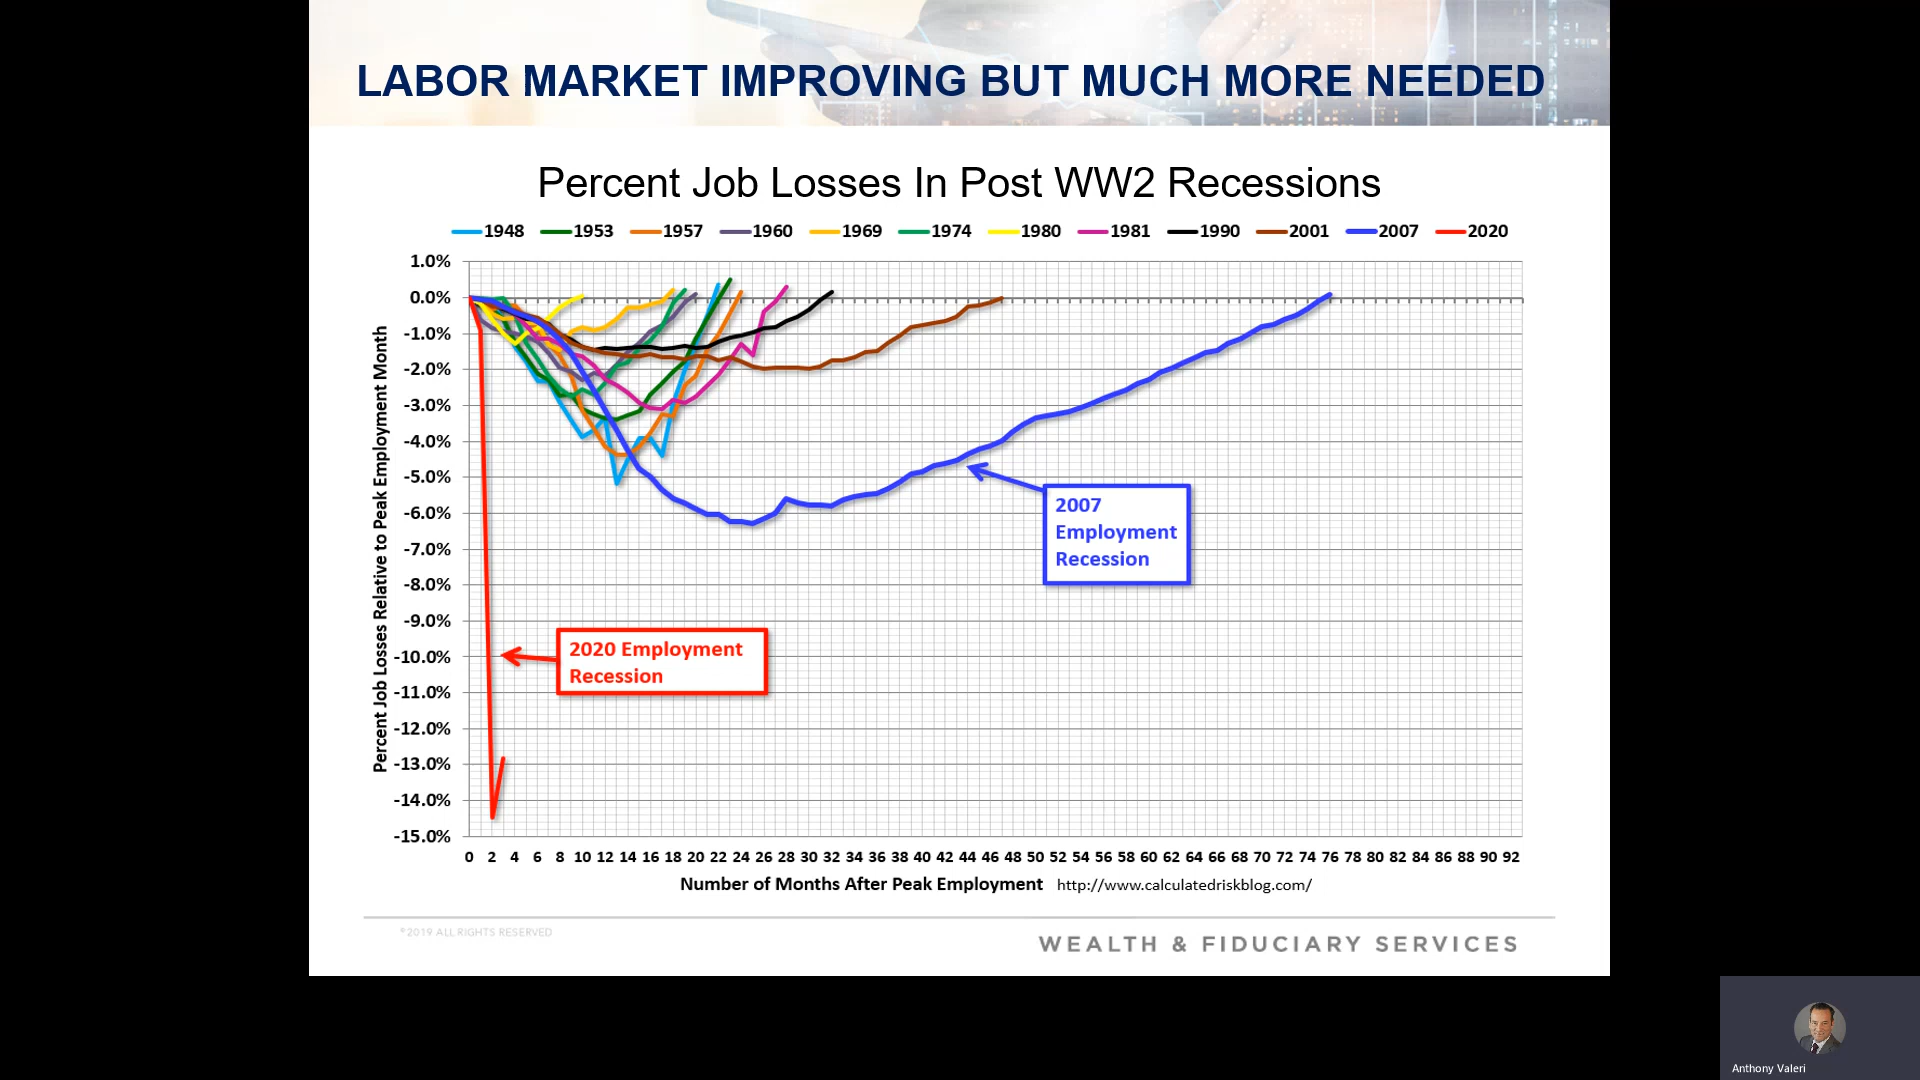 LABOR MARKET IMPROVING BUT MUCH MORE NEEDED
Percent Job Losses In Post WW2 Recessions
1948 1953 1957 1960 1969 1974 1980 1981 1990 2001 2007 2020
Percent Job Losses Relative to Peak Employment Month
1.0%
0.0%
-1.0%
-2.0%
-3.0%
-4.0%
-5.0%
-6.0%
-7.0%
-8.0%
-9.0%
-10.0%
-11.0%
-12.0%
-13.0%
-14.0%
-15.0%
2007
Employment
Recession
2020 Employment
Recession
0 2 4 6 8 10 12 14 16 18 20 22 24 26 28 30 32 34 36 38 40 42 44 46 48 50 52 54 56 58 60 62 64 66 68 70 72 74 76 78 80 82 84 86 88 90 92
Number of Months After Peak Employment http://www.calculatedriskblog.com/
©2019 ALL RIGHTS RESERVED
WEALTH & FIDUCIARY SERVICES
Anthony Valeri